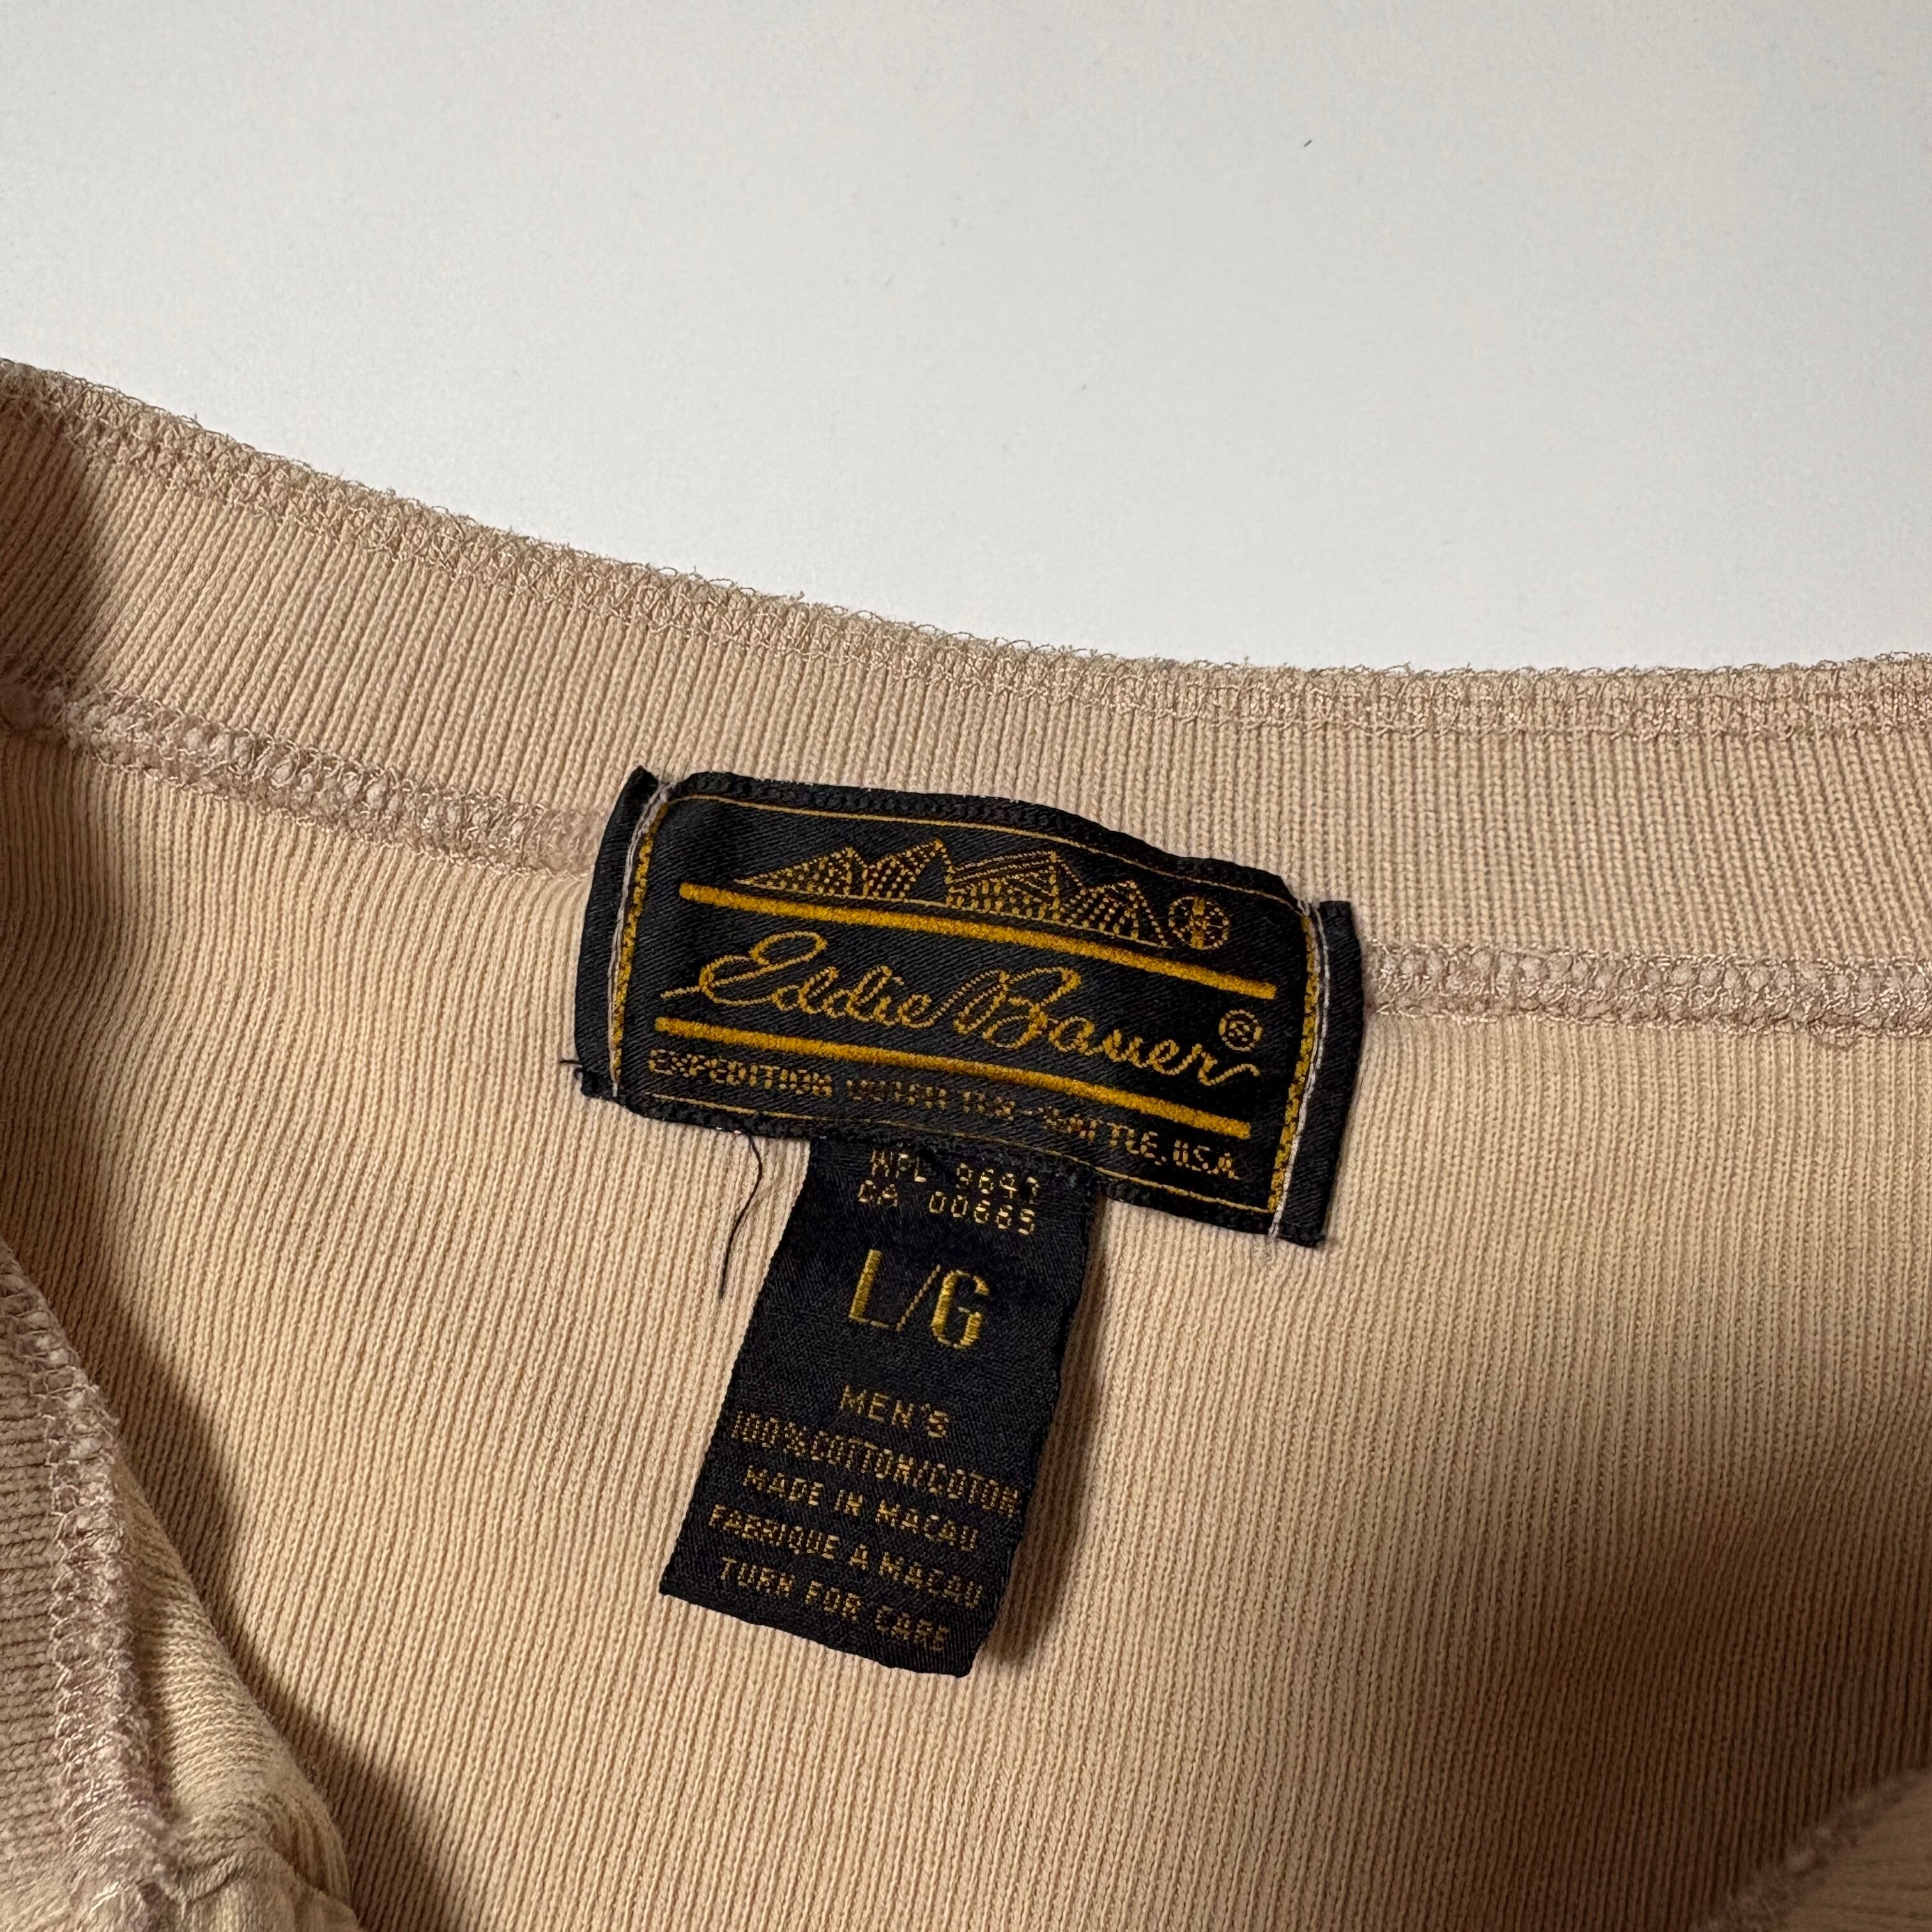 Eddie Bauer®
EXPEDITION OUTFITTER-SEATTLE, U.S.A.
WPL 9641
CA 00665
L/G
MEN'S
100% COTTON/COTON
MADE IN MACAU
FABRIQUE A MACAU
TURN FOR CARE